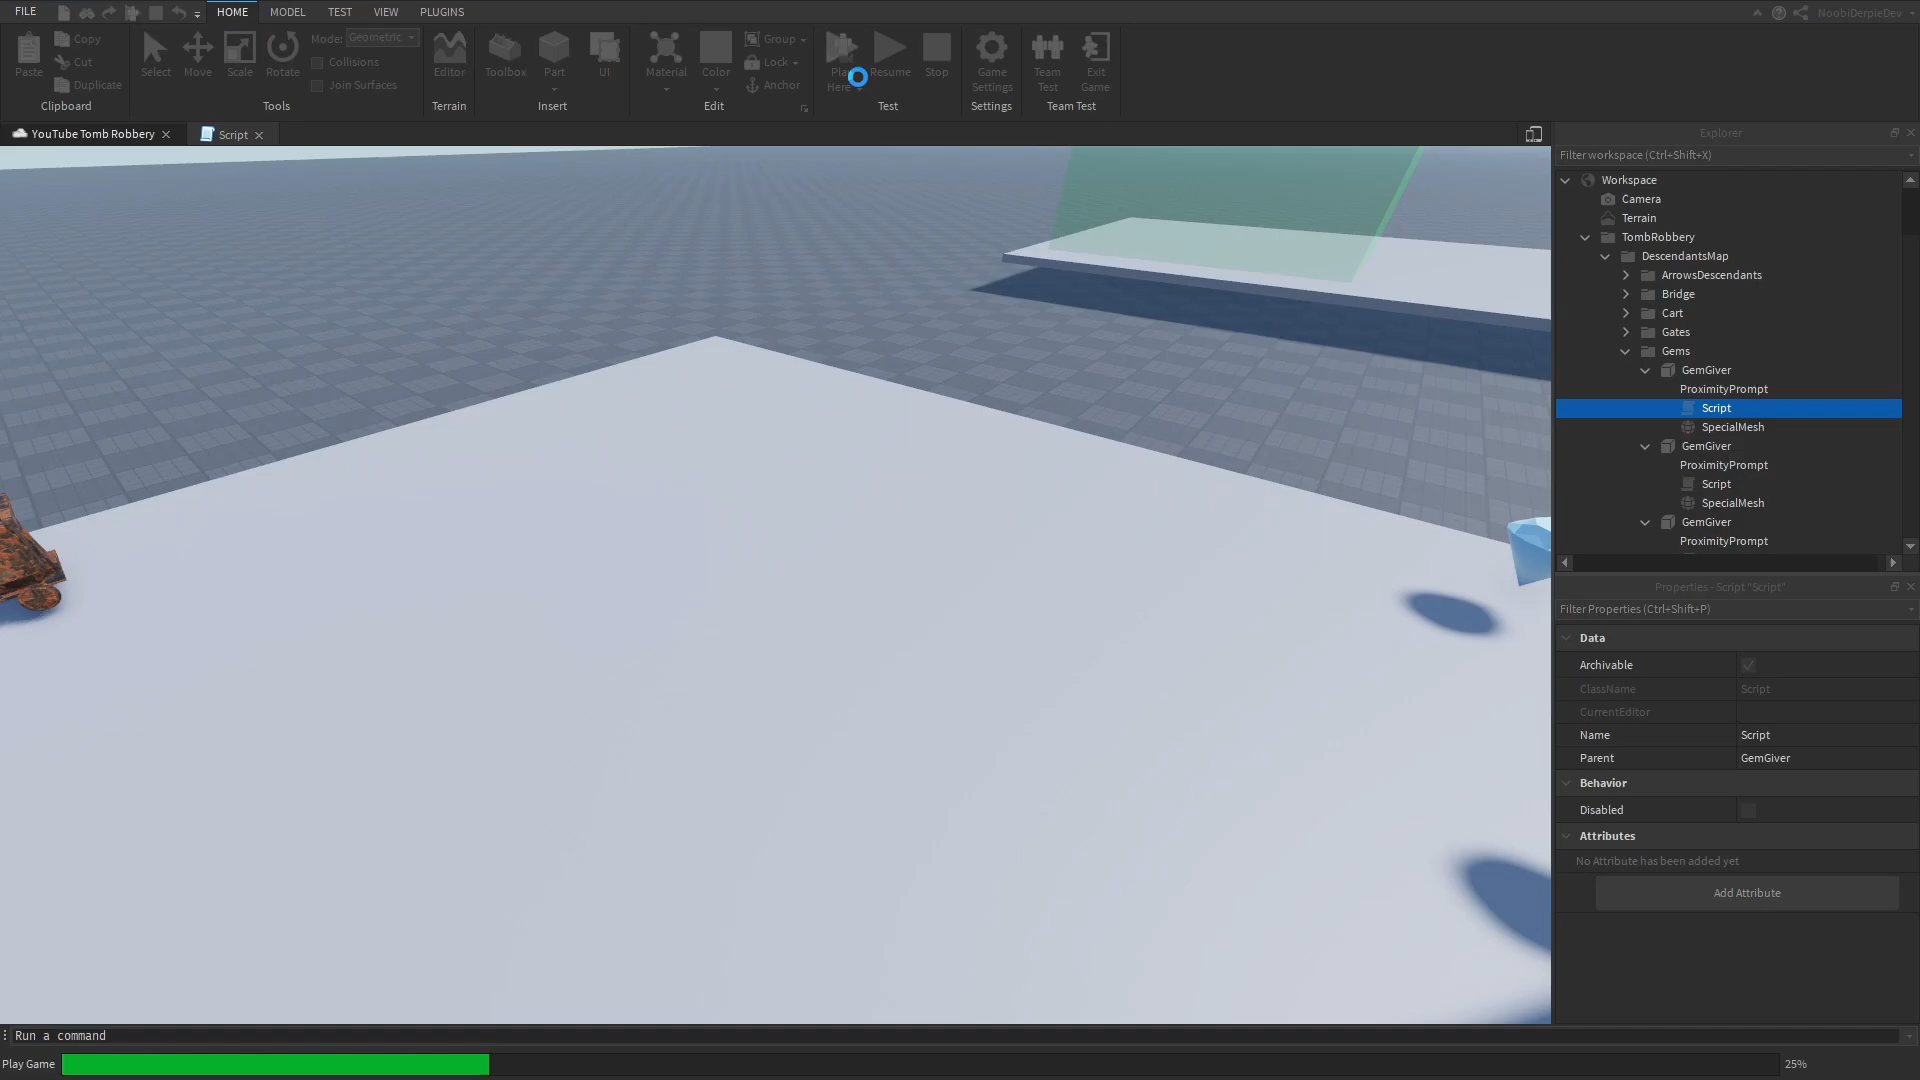 FILE HOME MODEL TEST VIEW PLUGINS NoobiDerpieDev
Paste Copy Cut Duplicate Clipboard
Select Move Scale Rotate Mode: Geometric Collisions Join Surfaces Tools
Editor Terrain
Toolbox Part UI Insert
Material Color Group Lock Anchor Edit
Play Here Resume Stop Test
Game Settings Settings
Team Test Exit Game Team Test
YouTube Tomb Robbery Script
Explorer
Filter workspace (Ctrl+Shift+X)
Workspace
Camera
Terrain
TombRobbery
DescendantsMap
ArrowsDescendants
Bridge
Cart
Gates
Gems
GemGiver
ProximityPrompt
Script
SpecialMesh
GemGiver
ProximityPrompt
Script
SpecialMesh
GemGiver
ProximityPrompt
Properties - Script "Script"
Filter Properties (Ctrl+Shift+P)
Data
Archivable
ClassName Script
CurrentEditor
Name Script
Parent GemGiver
Behavior
Disabled
Attributes
No Attribute has been added yet
Add Attribute
Run a command
Play Game 25%